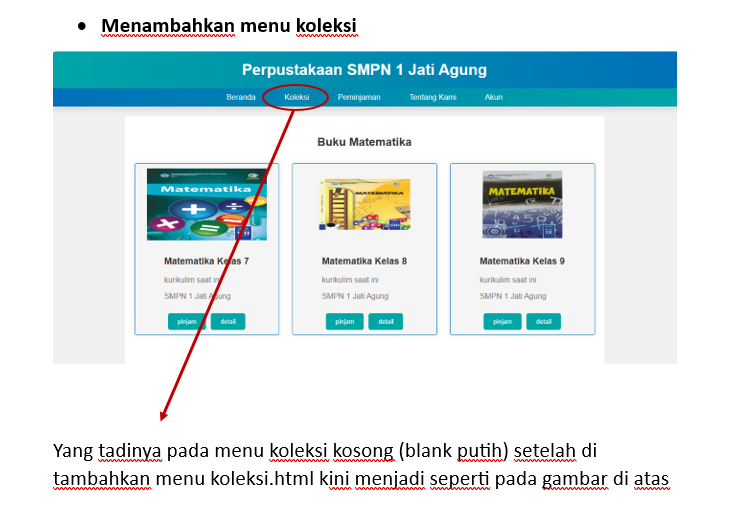 • Menambahkan menu koleksi
Perpustakaan SMPN 1 Jati Agung
Beranda Koleksi Peminjaman Tentang Kami Akun
Buku Matematika
Matematika MATEMATIKA MATEMATIKA
VIII IX
Matematika Kelas 7 Matematika Kelas 8 Matematika Kelas 9
kurikulim saat ini kurikulim saat ini kurikulim saat ini
SMPN 1 Jati Agung SMPN 1 Jati Agung SMPN 1 Jati Agung
pinjam detail pinjam detail pinjam detail
Yang tadinya pada menu koleksi kosong (blank putih) setelah di
tambahkan menu koleksi.html kini menjadi seperti pada gambar di atas